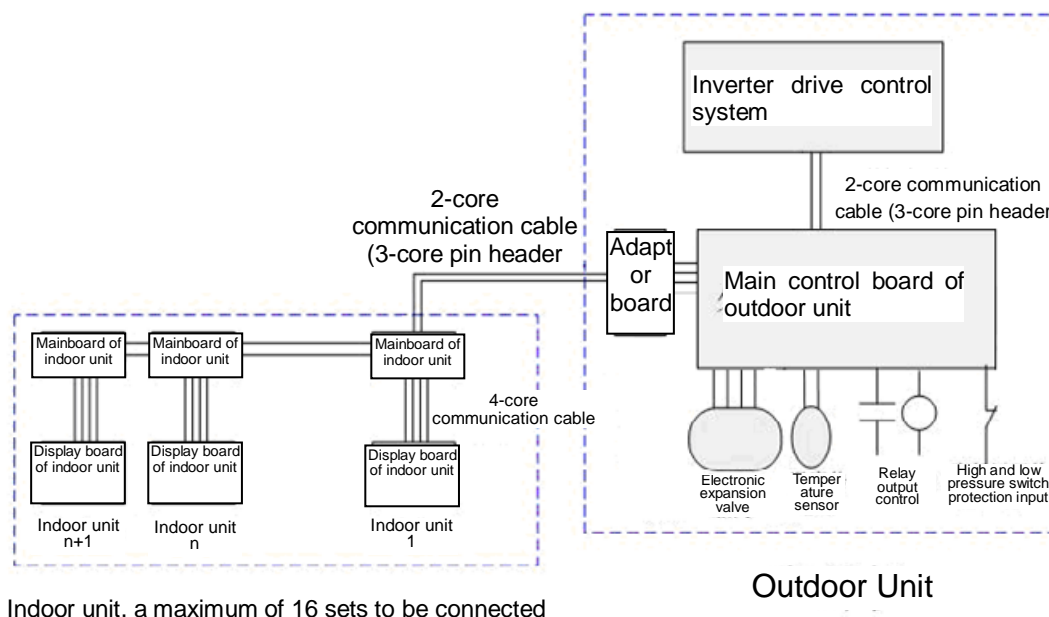 Inverter drive control
system
2-core communication
cable (3-core pin header
2-core
communication cable
(3-core pin header
Adapt
or
board
Main control board of
outdoor unit
Mainboard of
indoor unit
Mainboard of
indoor unit
Mainboard of
indoor unit
4-core
communication cable
Display board
of indoor unit
Display board
of indoor unit
Display board
of indoor unit
Indoor unit
n+1
Indoor unit
n
Indoor unit
1
Electronic
expansion
valve
Temper
ature
sensor
Relay
output
control
High and low
pressure switch
protection input
Outdoor Unit
Indoor unit, a maximum of 16 sets to be connected